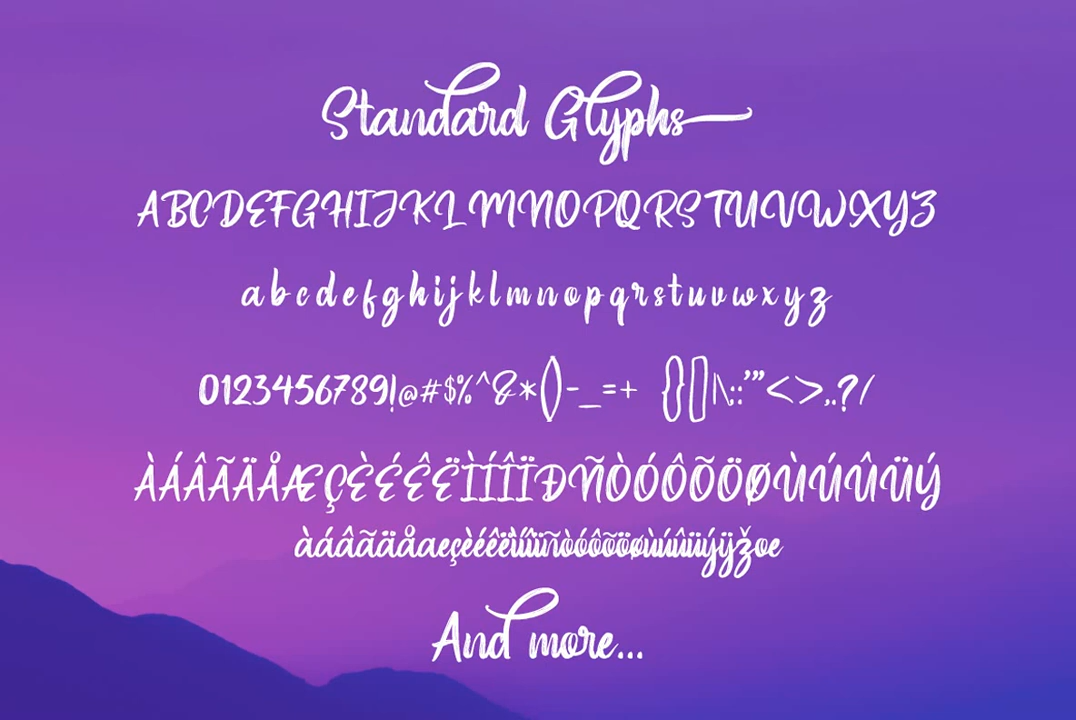 Standard Glyphs
ABCDEFGHIJKLMNOPQRSTUVWXYZ
abcdefghijklmnopqrstuvwxyz
0123456789!@#$%^&*()-_=+ {}[]|\;:'"<>,.?/
ÀÁÂÃÄÅÆÇÈÉÊËÌÍÎÏÐÑÒÓÔÕÖØÙÚÛÜÝ
àáâãäåæçèéêëìíîïñòóôõöøùúûüýÿžœ
And more...